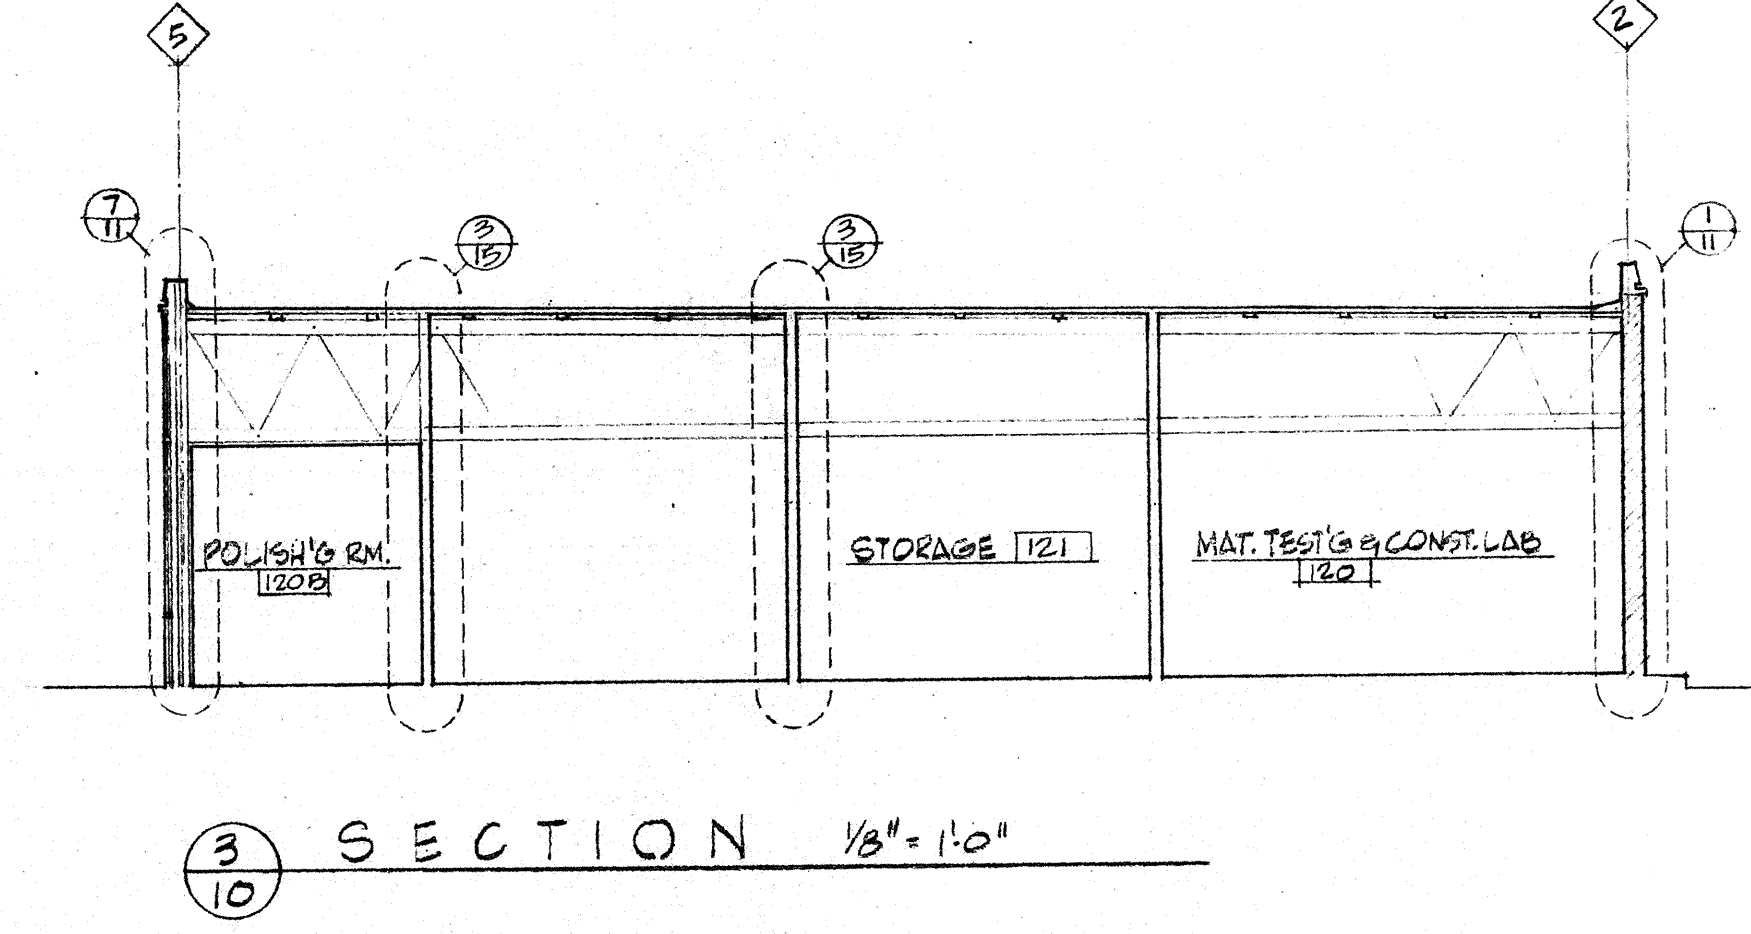 5
2
7
11
3
15
3
15
1
11
POLISH'G RM.
120B
STORAGE 121
MAT. TEST'G & CONST. LAB
120
3
10
SECTION 1/8" = 1'-0"